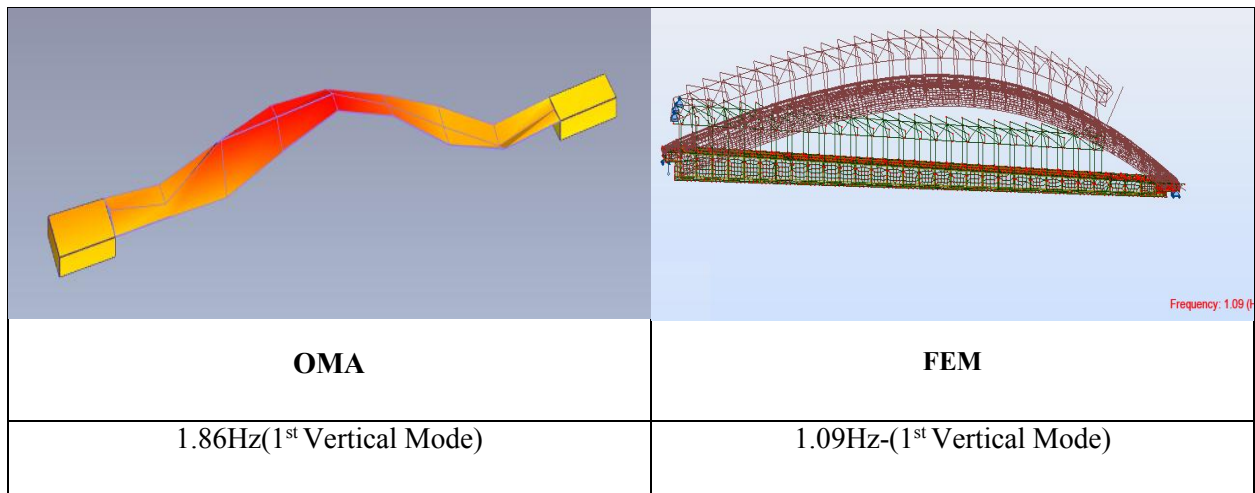 Frequency: 1.09 (H
OMA
FEM
1.86Hz(1st Vertical Mode)
1.09Hz-(1st Vertical Mode)